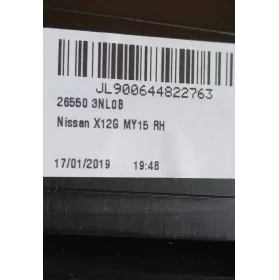 JL900644822763
26550 3NL0B
Nissan X12G MY15 RH
17/01/2019 19:48